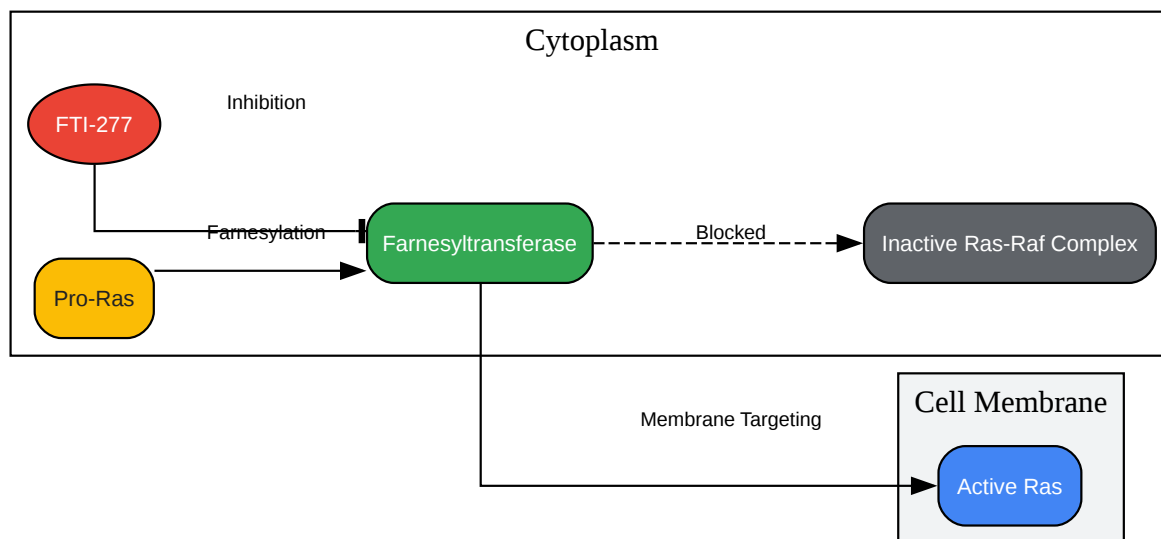 Cytoplasm
Inhibition
FTI-277
Farnesylation
Farnesyltransferase
Blocked
Inactive Ras-Raf Complex
Pro-Ras
Cell Membrane
Membrane Targeting
Active Ras